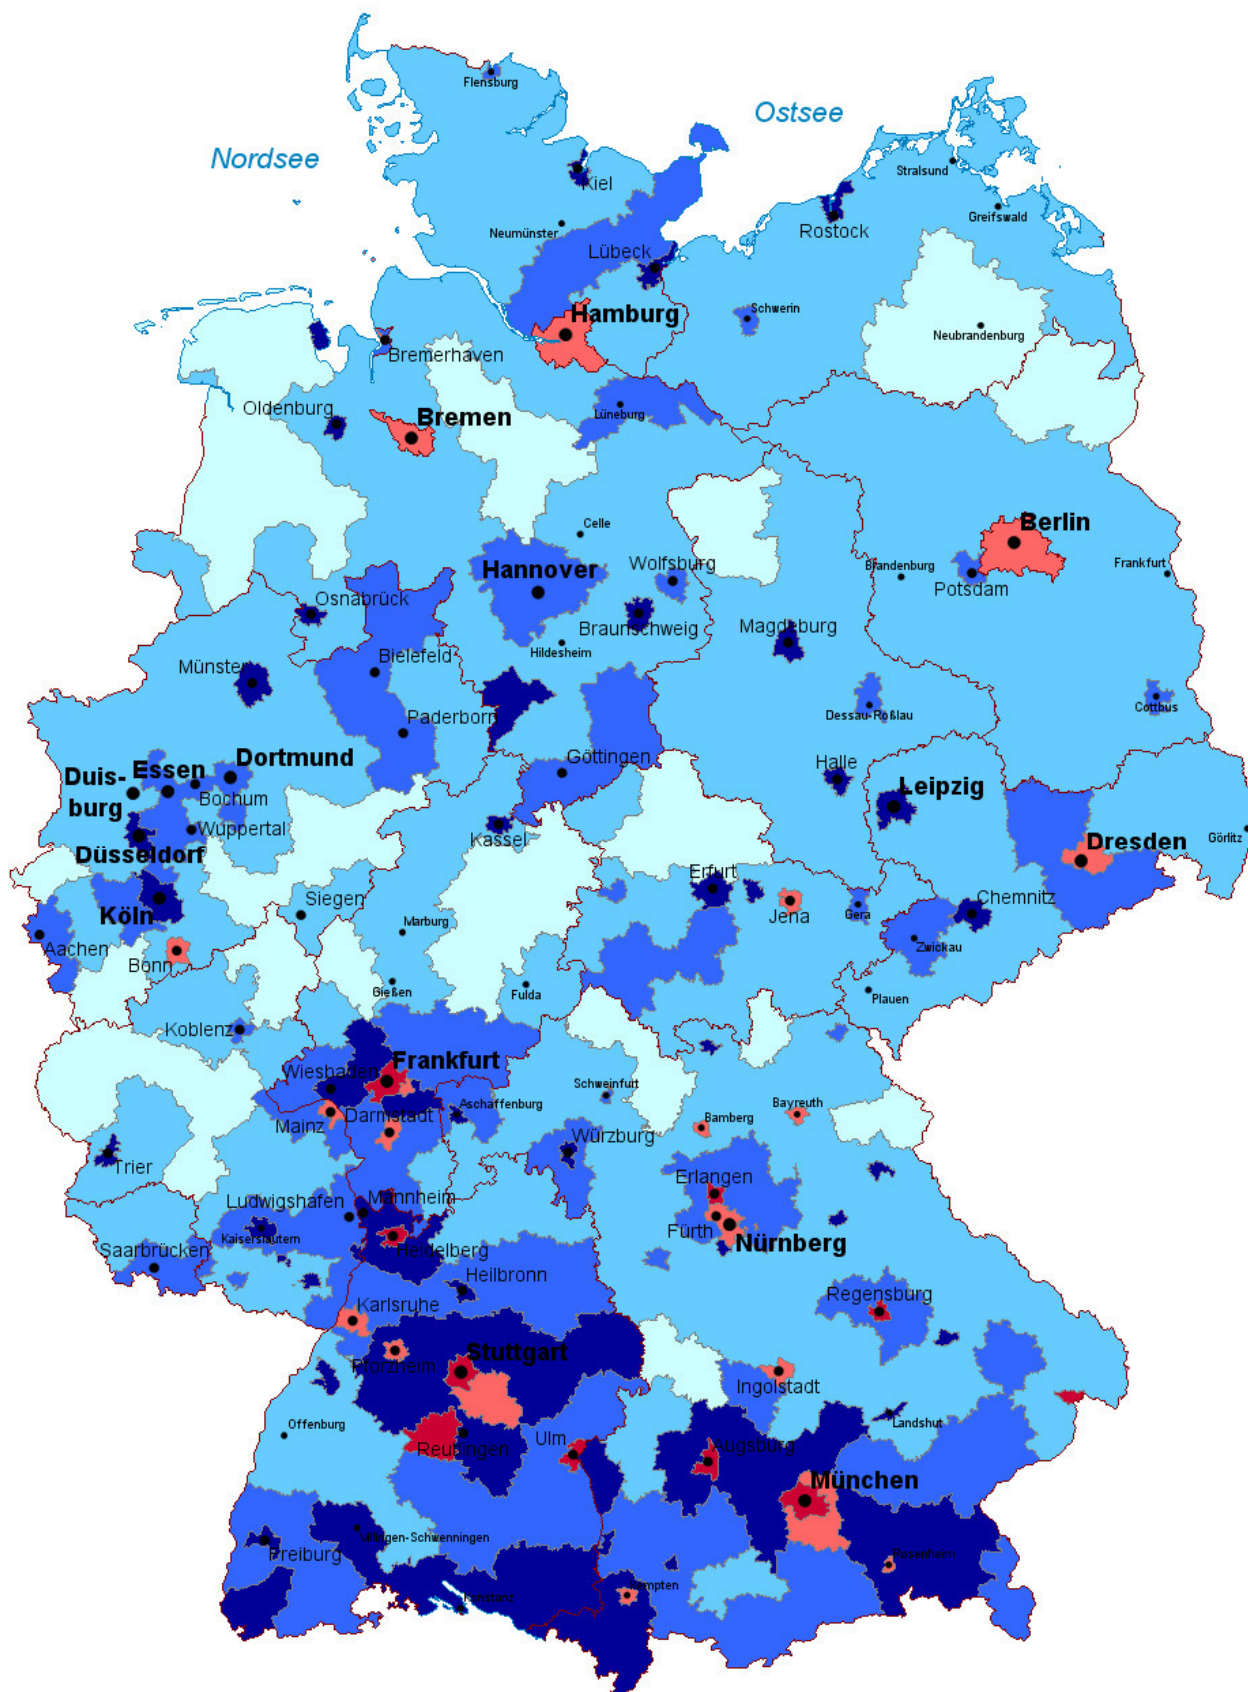 Flensburg
Ostsee
Nordsee
Stralsund
Kiel
Greifswald
Neumünster
Rostock
Lübeck
Hamburg
Schwerin
Neubrandenburg
Bremerhaven
Oldenburg
Lüneburg
Bremen
Celle
Berlin
Hannover
Wolfsburg
Brandenburg
Frankfurt
Potsdam
Osnabrück
Braunschweig
Magdeburg
Hildesheim
Bielefeld
Münster
Cottbus
Dessau-Roßlau
Paderborn
Dortmund
Göttingen
Essen
Duis-
burg
Halle
Leipzig
Bochum
Wuppertal
Kassel
Görlitz
Dresden
Düsseldorf
Erfurt
Siegen
Chemnitz
Köln
Jena
Gera
Marburg
Aachen
Zwickau
Bonn
Gießen
Fulda
Plauen
Koblenz
Frankfurt
Wiesbaden
Schweinfurt
Aschaffenburg
Bayreuth
Mainz
Darmstadt
Bamberg
Würzburg
Trier
Erlangen
Ludwigshafen
Mannheim
Fürth
Kaiserslautern
Nürnberg
Saarbrücken
Heidelberg
Heilbronn
Regensburg
Karlsruhe
Stuttgart
Pforzheim
Ingolstadt
Offenburg
Landshut
Reutlingen
Ulm
Augsburg
München
Villingen-Schwenningen
Freiburg
Rosenheim
Kempten
Konstanz